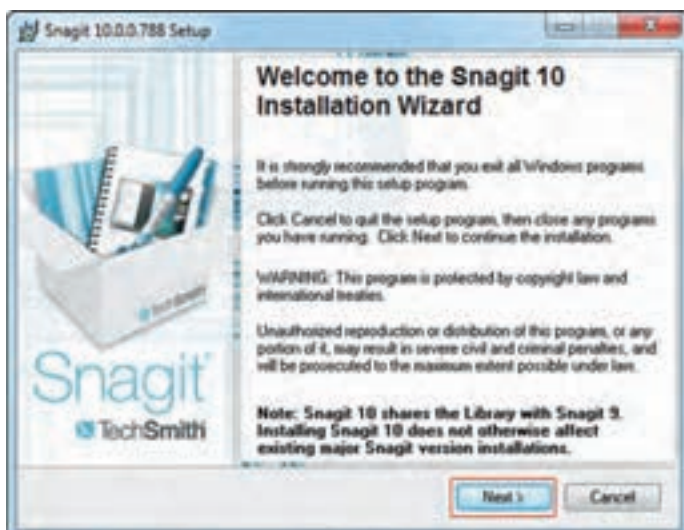 Snagit 10.0.0.788 Setup
Welcome to the Snagit 10
Installation Wizard
It is strongly recommended that you exit all Windows programs
before running this setup program.
Click Cancel to quit the setup program, then close any programs
you have running. Click Next to continue the installation.
WARNING: This program is protected by copyright law and
international treaties.
Unauthorized reproduction or distribution of this program, or any
portion of it, may result in severe civil and criminal penalties, and
will be prosecuted to the maximum extent possible under law.
Note: Snagit 10 shares the Library with Snagit 9.
Installing Snagit 10 does not otherwise affect
existing major Snagit version installations.
TechSmith
Snagit
TechSmith
Next >
Cancel